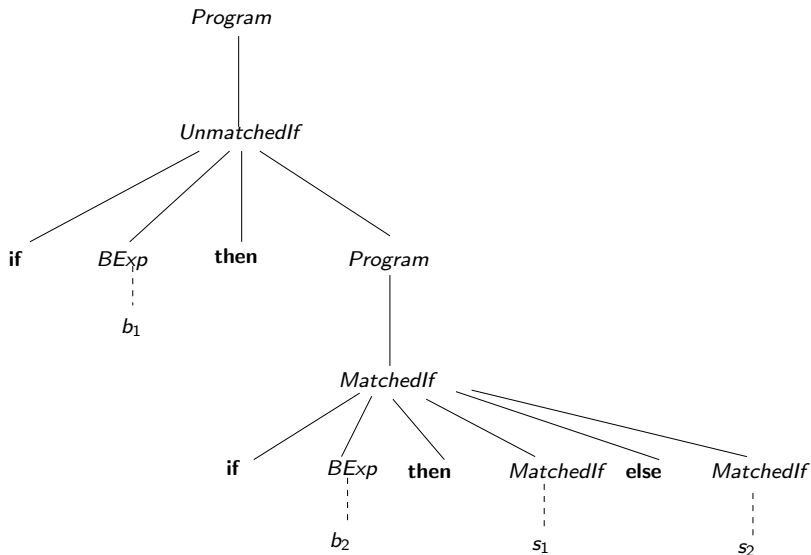 Program
UnmatchedIf
if BExp then Program
b₁
MatchedIf
if BExp then MatchedIf else MatchedIf
b₂ s₁ s₂